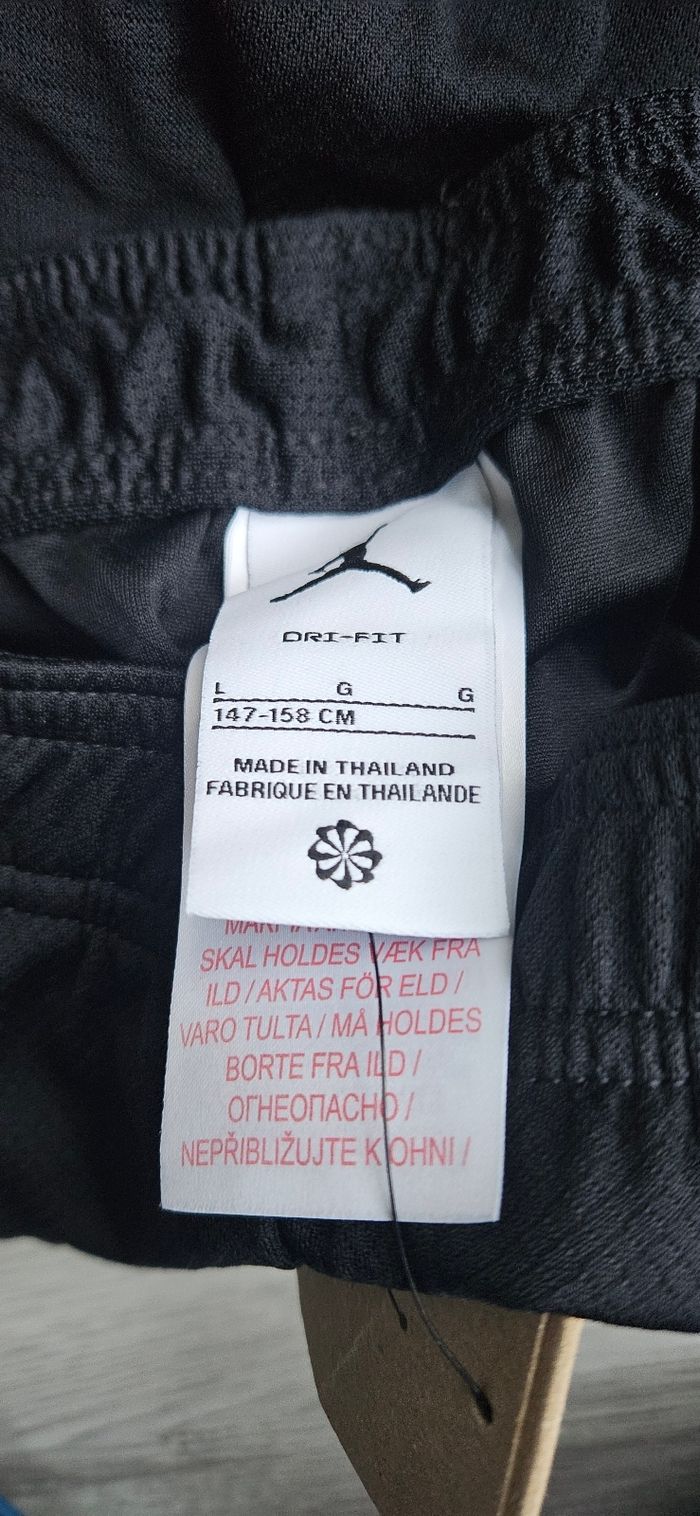 DRI-FIT
L G G
147-158 CM
MADE IN THAILAND
FABRIQUE EN THAILANDE
SKAL HOLDES VÆK FRA
ILD / AKTAS FÖR ELD /
VARO TULTA / MÅ HOLDES
BORTE FRA ILD /
ОГНЕОПАСНО /
NEPŘIBLIŽUJTE K OHNI /